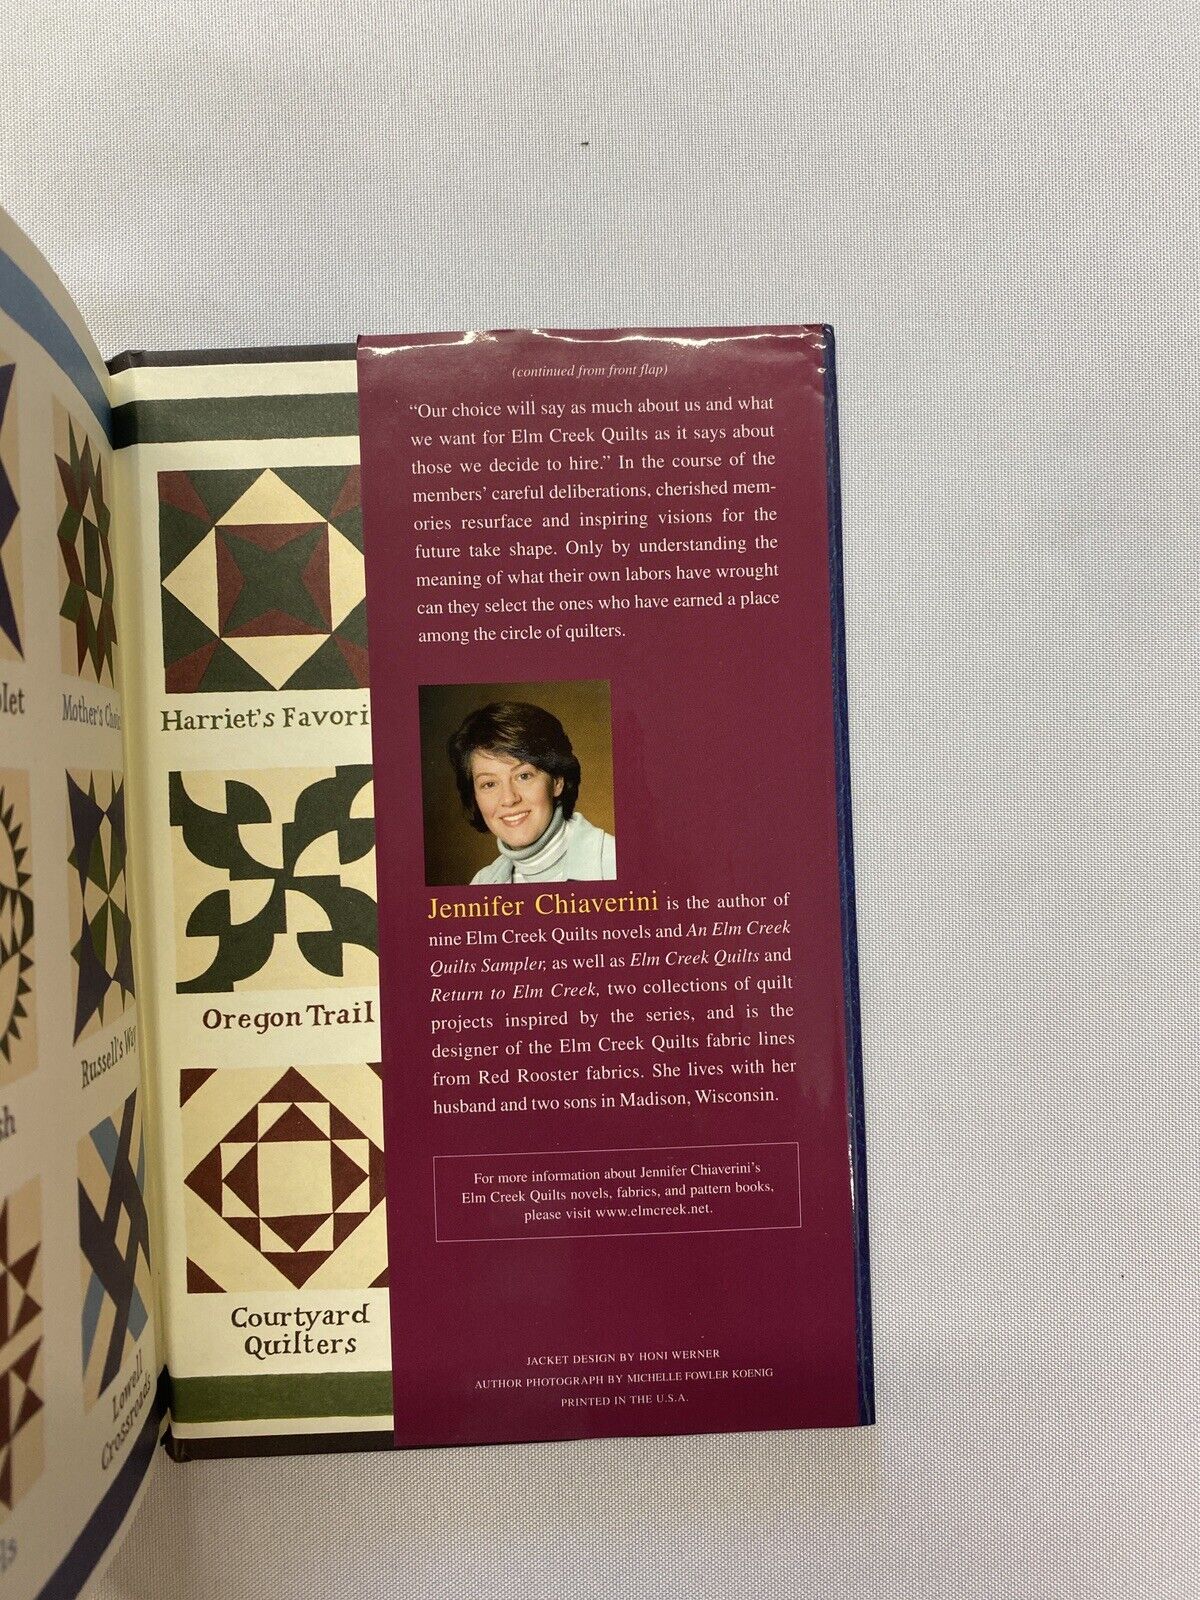 Mother's
Russell's Way
Lowell
Crossroads
Harriet's Favori
Oregon Trail
Courtyard
Quilters
(continued from front flap)
“Our choice will say as much about us and what
we want for Elm Creek Quilts as it says about
those we decide to hire.” In the course of the
members’ careful deliberations, cherished mem-
ories resurface and inspiring visions for the
future take shape. Only by understanding the
meaning of what their own labors have wrought
can they select the ones who have earned a place
among the circle of quilters.
Jennifer Chiaverini is the author of
nine Elm Creek Quilts novels and An Elm Creek
Quilts Sampler, as well as Elm Creek Quilts and
Return to Elm Creek, two collections of quilt
projects inspired by the series, and is the
designer of the Elm Creek Quilts fabric lines
from Red Rooster fabrics. She lives with her
husband and two sons in Madison, Wisconsin.
For more information about Jennifer Chiaverini’s
Elm Creek Quilts novels, fabrics, and pattern books,
please visit www.elmcreek.net.
JACKET DESIGN BY HONI WERNER
AUTHOR PHOTOGRAPH BY MICHELLE FOWLER KOENIG
PRINTED IN THE U.S.A.